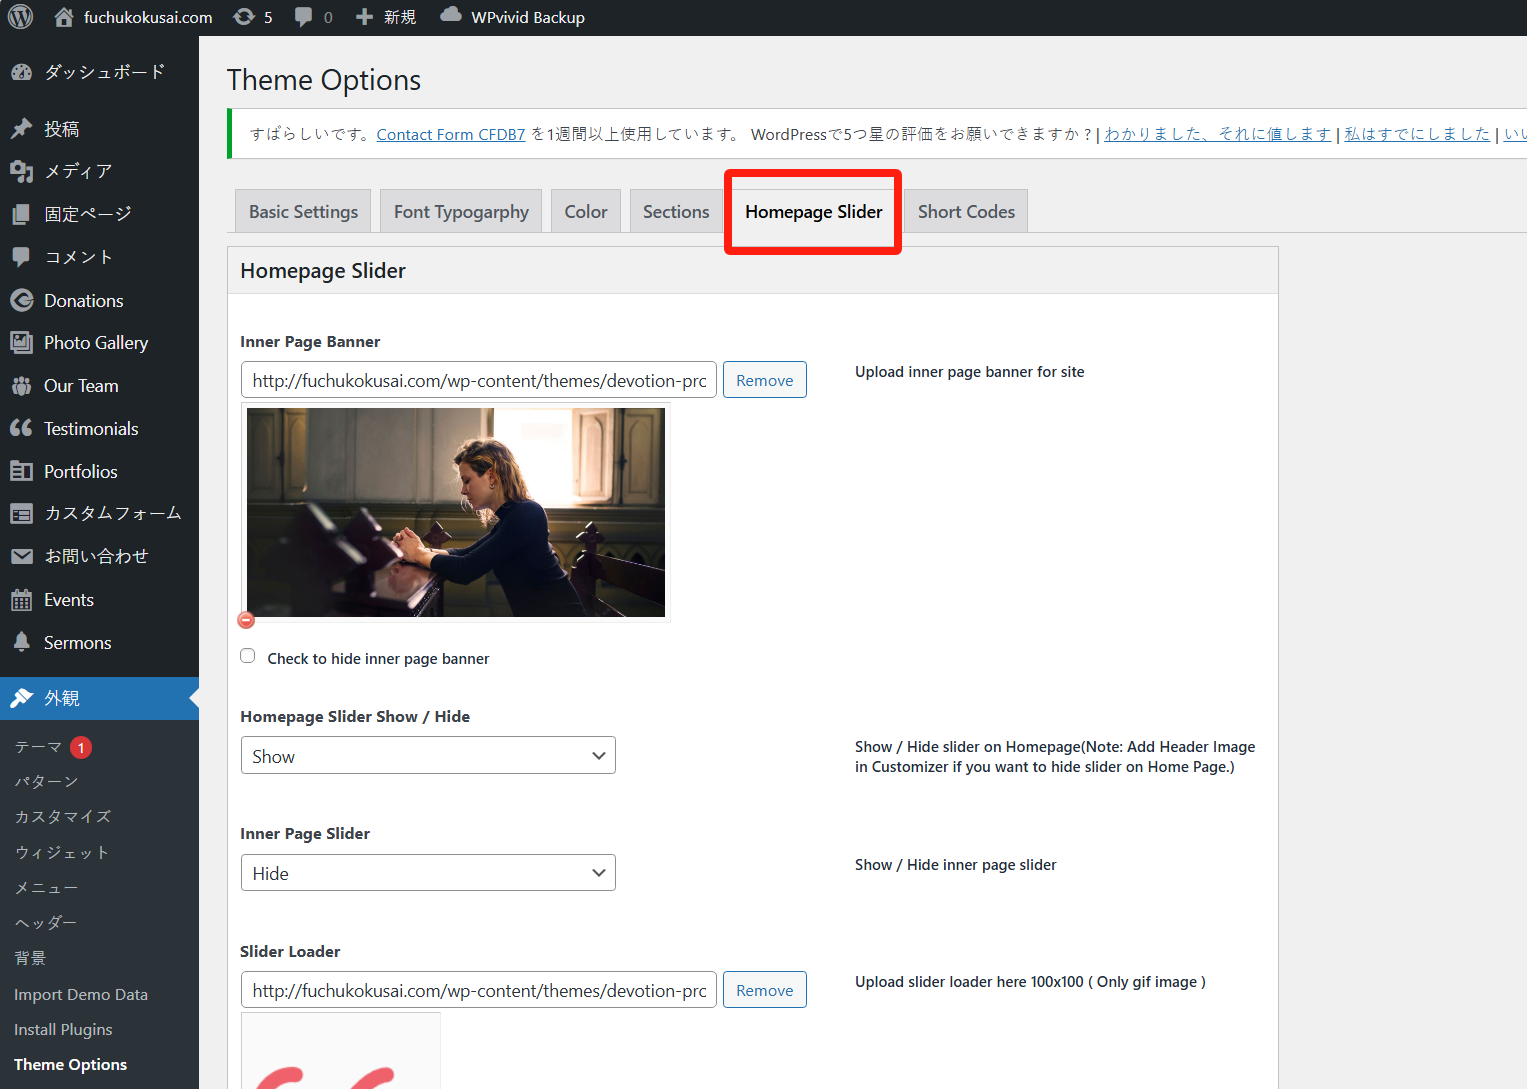 fuchukokusai.com 5 0 新規 WPvivid Backup
ダッシュボード
投稿
メディア
固定ページ
コメント
Donations
Photo Gallery
Our Team
Testimonials
Portfolios
カスタムフォーム
お問い合わせ
Events
Sermons
外観
テーマ 1
パターン
カスタマイズ
ウィジェット
メニュー
ヘッダー
背景
Import Demo Data
Install Plugins
Theme Options
Theme Options
すばらしいです。Contact Form CFDB7 を1週間以上使用しています。 WordPressで5つ星の評価をお願いできますか ? | わかりました、それに値します | 私はすでにしました | いい
Basic Settings Font Typogarphy Color Sections Homepage Slider Short Codes
Homepage Slider
Inner Page Banner
http://fuchukokusai.com/wp-content/themes/devotion-prc Remove
Upload inner page banner for site
Check to hide inner page banner
Homepage Slider Show / Hide
Show
Show / Hide slider on Homepage(Note: Add Header Image
in Customizer if you want to hide slider on Home Page.)
Inner Page Slider
Hide
Show / Hide inner page slider
Slider Loader
http://fuchukokusai.com/wp-content/themes/devotion-prc Remove
Upload slider loader here 100x100 ( Only gif image )